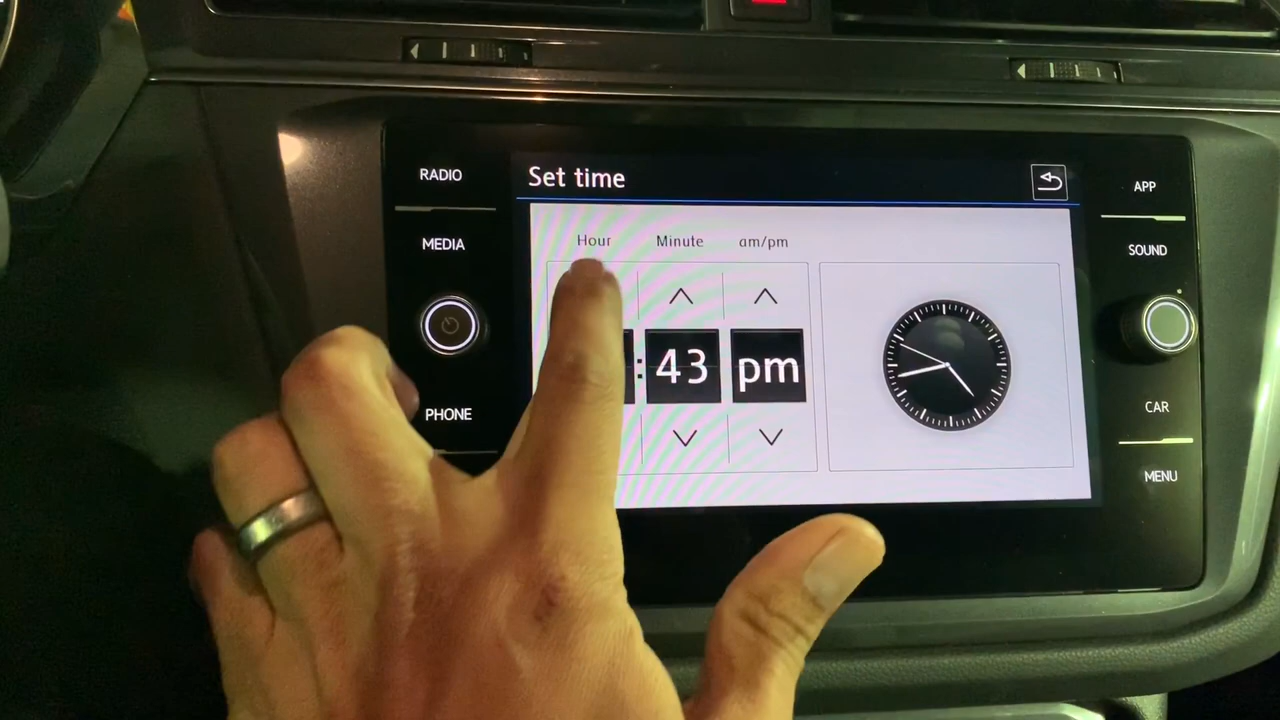 RADIO
Set time
APP
MEDIA
Hour Minute am/pm
SOUND
: 43 pm
PHONE
CAR
MENU